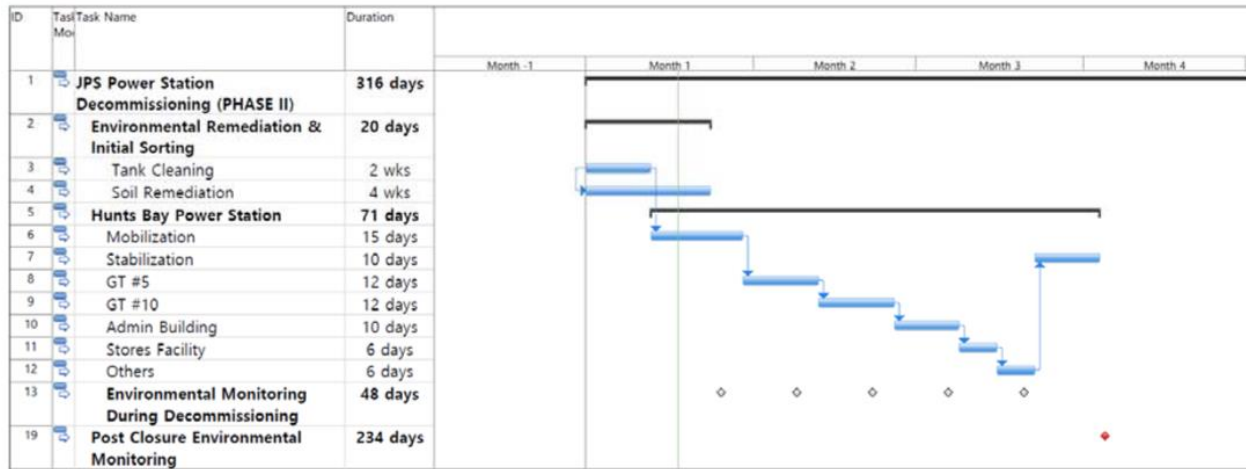 ID Task Task Name Duration
Mo
Month -1 Month 1 Month 2 Month 3 Month 4
1 JPS Power Station 316 days
Decommissioning (PHASE II)
2 Environmental Remediation & 20 days
Initial Sorting
3 Tank Cleaning 2 wks
4 Soil Remediation 4 wks
5 Hunts Bay Power Station 71 days
6 Mobilization 15 days
7 Stabilization 10 days
8 GT #5 12 days
9 GT #10 12 days
10 Admin Building 10 days
11 Stores Facility 6 days
12 Others 6 days
13 Environmental Monitoring 48 days
During Decommissioning
19 Post Closure Environmental 234 days
Monitoring